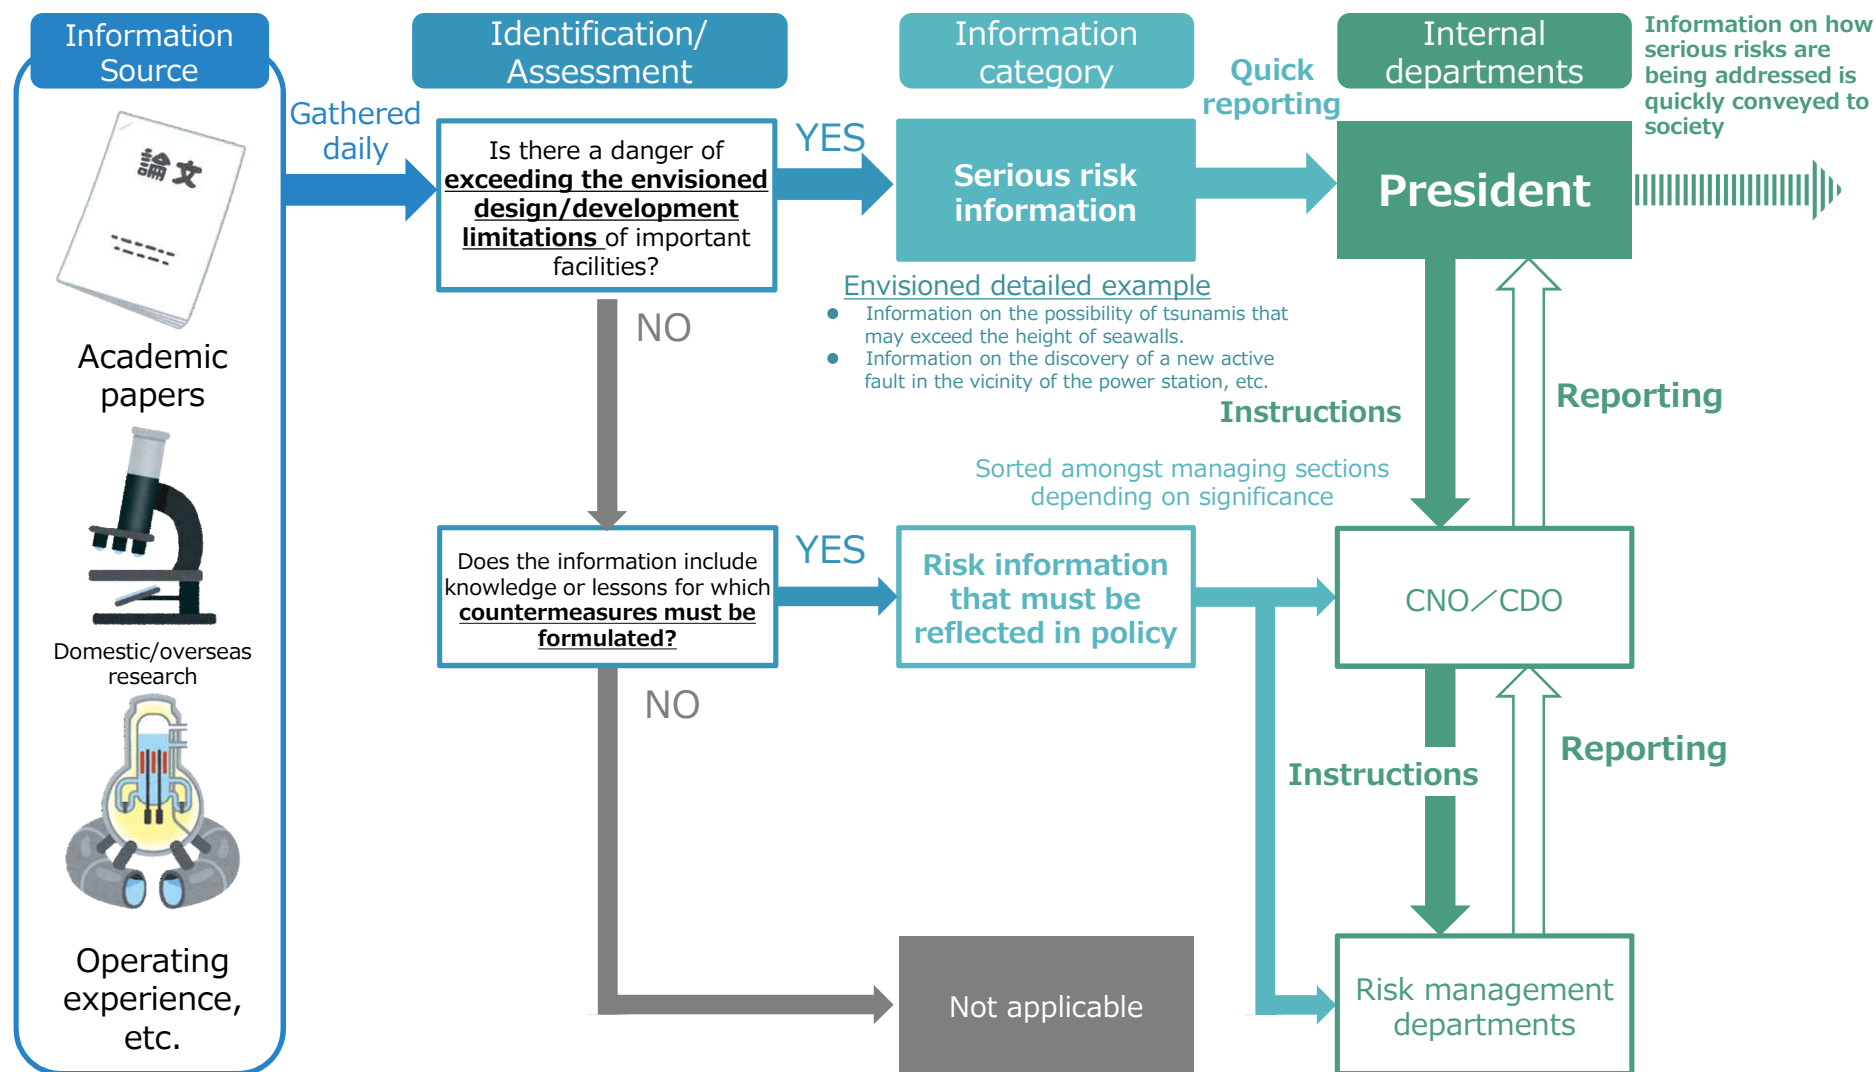 Information
Source
論文
Academic
papers
Domestic/overseas
research
Operating
experience,
etc.
Gathered
daily
Identification/
Assessment
Is there a danger of
exceeding the envisioned
design/development
limitations of important
facilities?
YES
NO
Does the information include
knowledge or lessons for which
countermeasures must be
formulated?
YES
NO
Information
category
Serious risk
information
Envisioned detailed example
● Information on the possibility of tsunamis that
may exceed the height of seawalls.
● Information on the discovery of a new active
fault in the vicinity of the power station, etc.
Sorted amongst managing sections
depending on significance
Risk information
that must be
reflected in policy
Not applicable
Quick
reporting
Internal
departments
President
Instructions
Reporting
CNO／CDO
Instructions
Reporting
Risk management
departments
Information on how
serious risks are
being addressed is
quickly conveyed to
society